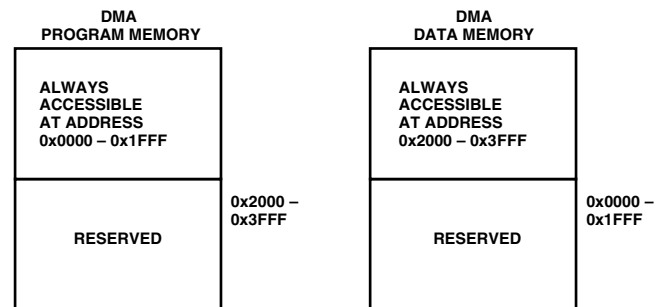 DMA
PROGRAM MEMORY
ALWAYS
ACCESSIBLE
AT ADDRESS
0x0000 – 0x1FFF
RESERVED
0x2000 –
0x3FFF
DMA
DATA MEMORY
ALWAYS
ACCESSIBLE
AT ADDRESS
0x2000 – 0x3FFF
RESERVED
0x0000 –
0x1FFF